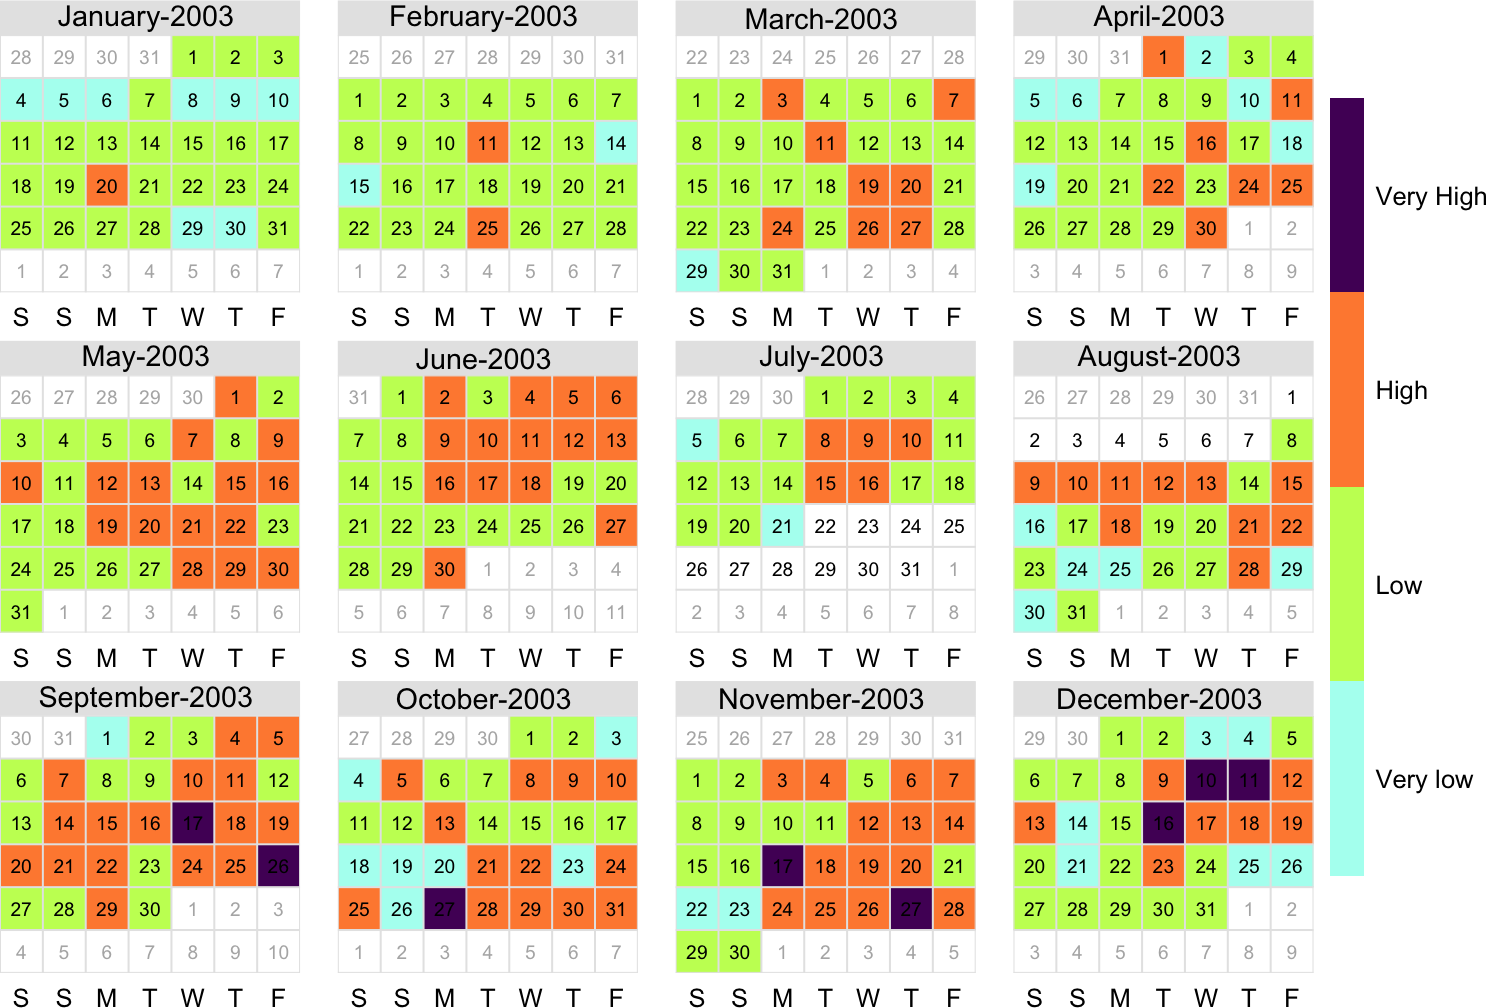 January-2003
28 29 30 31 1 2 3
4 5 6 7 8 9 10
11 12 13 14 15 16 17
18 19 20 21 22 23 24
25 26 27 28 29 30 31
1 2 3 4 5 6 7
S S M T W T F
February-2003
25 26 27 28 29 30 31
1 2 3 4 5 6 7
8 9 10 11 12 13 14
15 16 17 18 19 20 21
22 23 24 25 26 27 28
1 2 3 4 5 6 7
S S M T W T F
March-2003
22 23 24 25 26 27 28
1 2 3 4 5 6 7
8 9 10 11 12 13 14
15 16 17 18 19 20 21
22 23 24 25 26 27 28
29 30 31 1 2 3 4
S S M T W T F
April-2003
29 30 31 1 2 3 4
5 6 7 8 9 10 11
12 13 14 15 16 17 18
19 20 21 22 23 24 25
26 27 28 29 30 1 2
3 4 5 6 7 8 9
S S M T W T F
May-2003
26 27 28 29 30 1 2
3 4 5 6 7 8 9
10 11 12 13 14 15 16
17 18 19 20 21 22 23
24 25 26 27 28 29 30
31 1 2 3 4 5 6
S S M T W T F
June-2003
31 1 2 3 4 5 6
7 8 9 10 11 12 13
14 15 16 17 18 19 20
21 22 23 24 25 26 27
28 29 30 1 2 3 4
5 6 7 8 9 10 11
S S M T W T F
July-2003
28 29 30 1 2 3 4
5 6 7 8 9 10 11
12 13 14 15 16 17 18
19 20 21 22 23 24 25
26 27 28 29 30 31 1
2 3 4 5 6 7 8
S S M T W T F
August-2003
26 27 28 29 30 31 1
2 3 4 5 6 7 8
9 10 11 12 13 14 15
16 17 18 19 20 21 22
23 24 25 26 27 28 29
30 31 1 2 3 4 5
S S M T W T F
September-2003
30 31 1 2 3 4 5
6 7 8 9 10 11 12
13 14 15 16 17 18 19
20 21 22 23 24 25 26
27 28 29 30 1 2 3
4 5 6 7 8 9 10
S S M T W T F
October-2003
27 28 29 30 1 2 3
4 5 6 7 8 9 10
11 12 13 14 15 16 17
18 19 20 21 22 23 24
25 26 27 28 29 30 31
1 2 3 4 5 6 7
S S M T W T F
November-2003
25 26 27 28 29 30 31
1 2 3 4 5 6 7
8 9 10 11 12 13 14
15 16 17 18 19 20 21
22 23 24 25 26 27 28
29 30 1 2 3 4 5
S S M T W T F
December-2003
29 30 1 2 3 4 5
6 7 8 9 10 11 12
13 14 15 16 17 18 19
20 21 22 23 24 25 26
27 28 29 30 31 1 2
3 4 5 6 7 8 9
S S M T W T F
Very High
High
Low
Very low